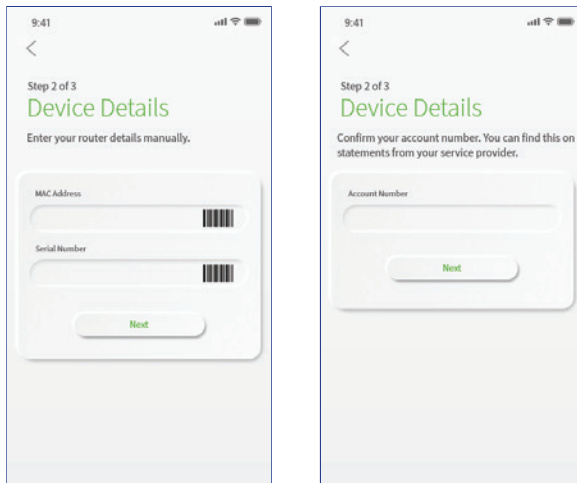 9:41
Step 2 of 3
Device Details
Enter your router details manually.
MAC Address
Serial Number
Next
9:41
Step 2 of 3
Device Details
Confirm your account number. You can find this on
statements from your service provider.
Account Number
Next